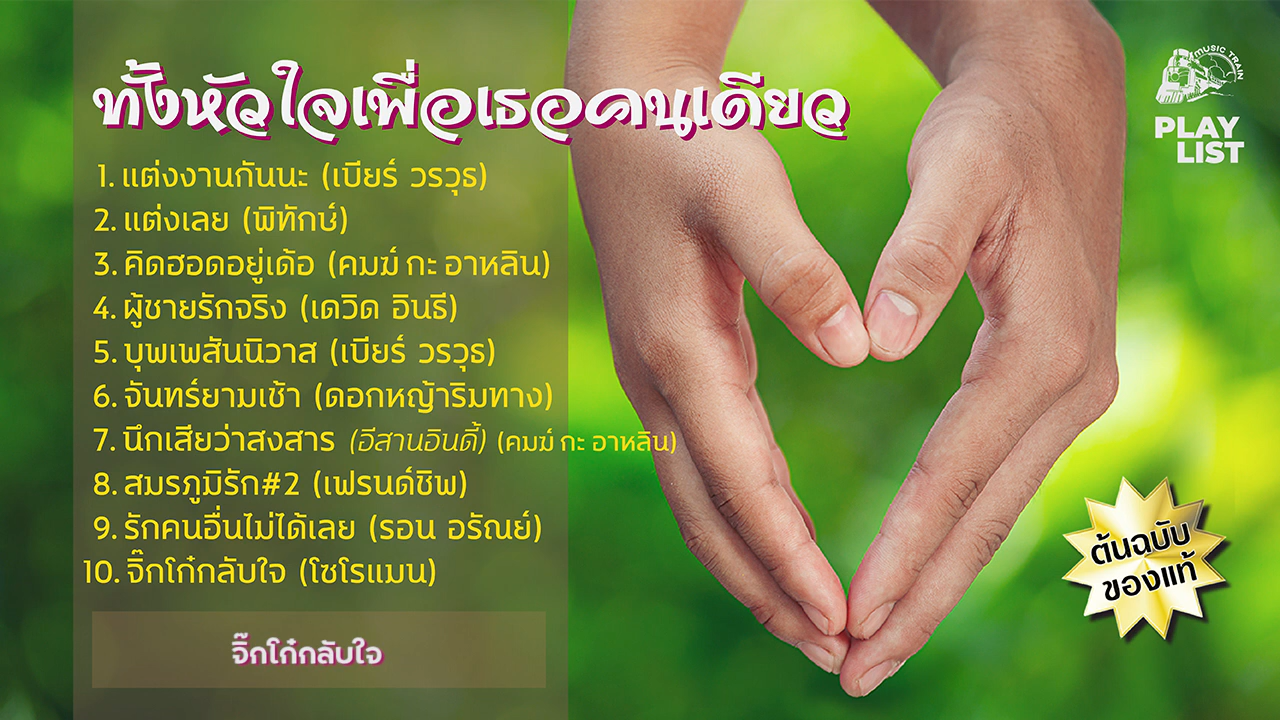 ทั้งหัวใจเพื่อเธอคนเดียว
1. แต่งงานกันนะ (เบียร์ วรวุธ)
2. แต่งเลย (พิทักษ์)
3. คิดฮอดอยู่เด้อ (คมฆ์ กะ อาหลิน)
4. ผู้ชายรักจริง (เดวิด อินธี)
5. บุพเพสันนิวาส (เบียร์ วรวุธ)
6. จันทร์ยามเช้า (ดอกหญ้าริมทาง)
7. นึกเสียว่าสงสาร (อีสานอินดี้) (คมฆ์ กะ อาหลิน)
8. สมรภูมิรัก#2 (เฟรนด์ชิพ)
9. รักคนอื่นไม่ได้เลย (รอน อรัณย์)
10. จิ๊กโก๋กลับใจ (โซโรแมน)
จิ๊กโก๋กลับใจ
MUSIC TRAIN
PLAY
LIST
ต้นฉบับ
ของแท้